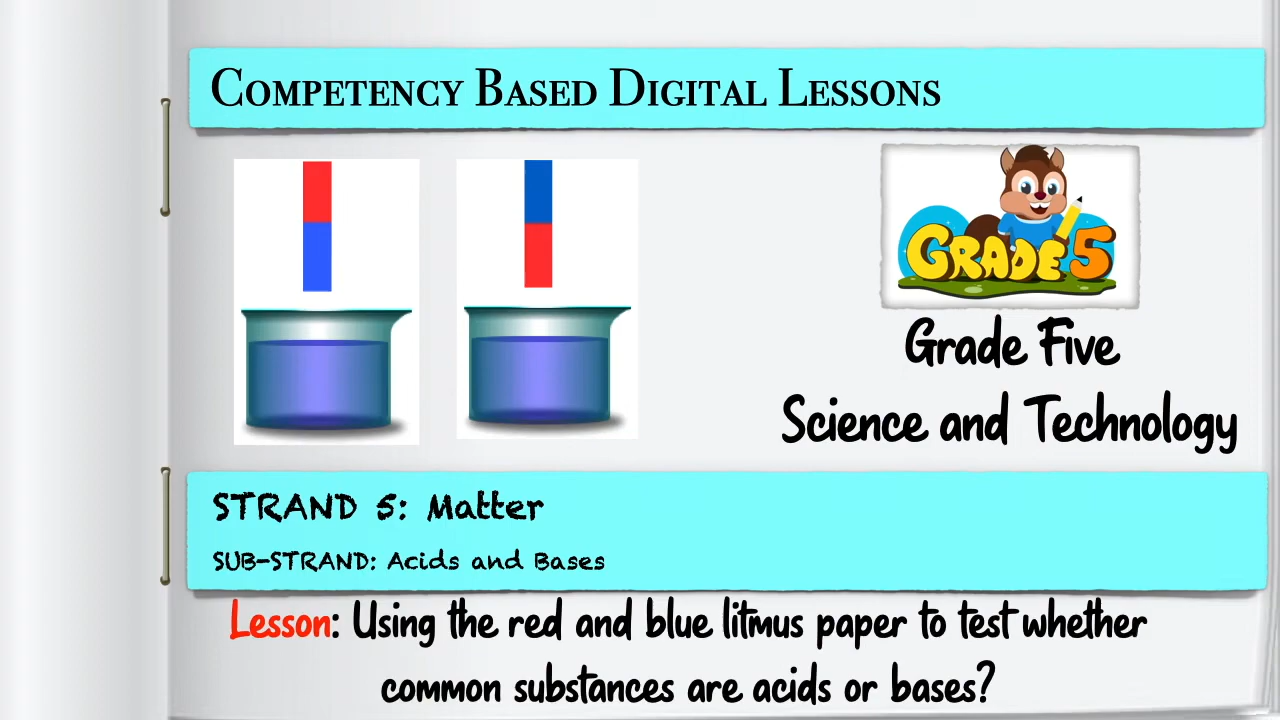 Competency Based Digital Lessons
GRADE 5
Grade Five
Science and Technology
STRAND 5: Matter
SUB-STRAND: Acids and Bases
Lesson: Using the red and blue litmus paper to test whether
common substances are acids or bases?